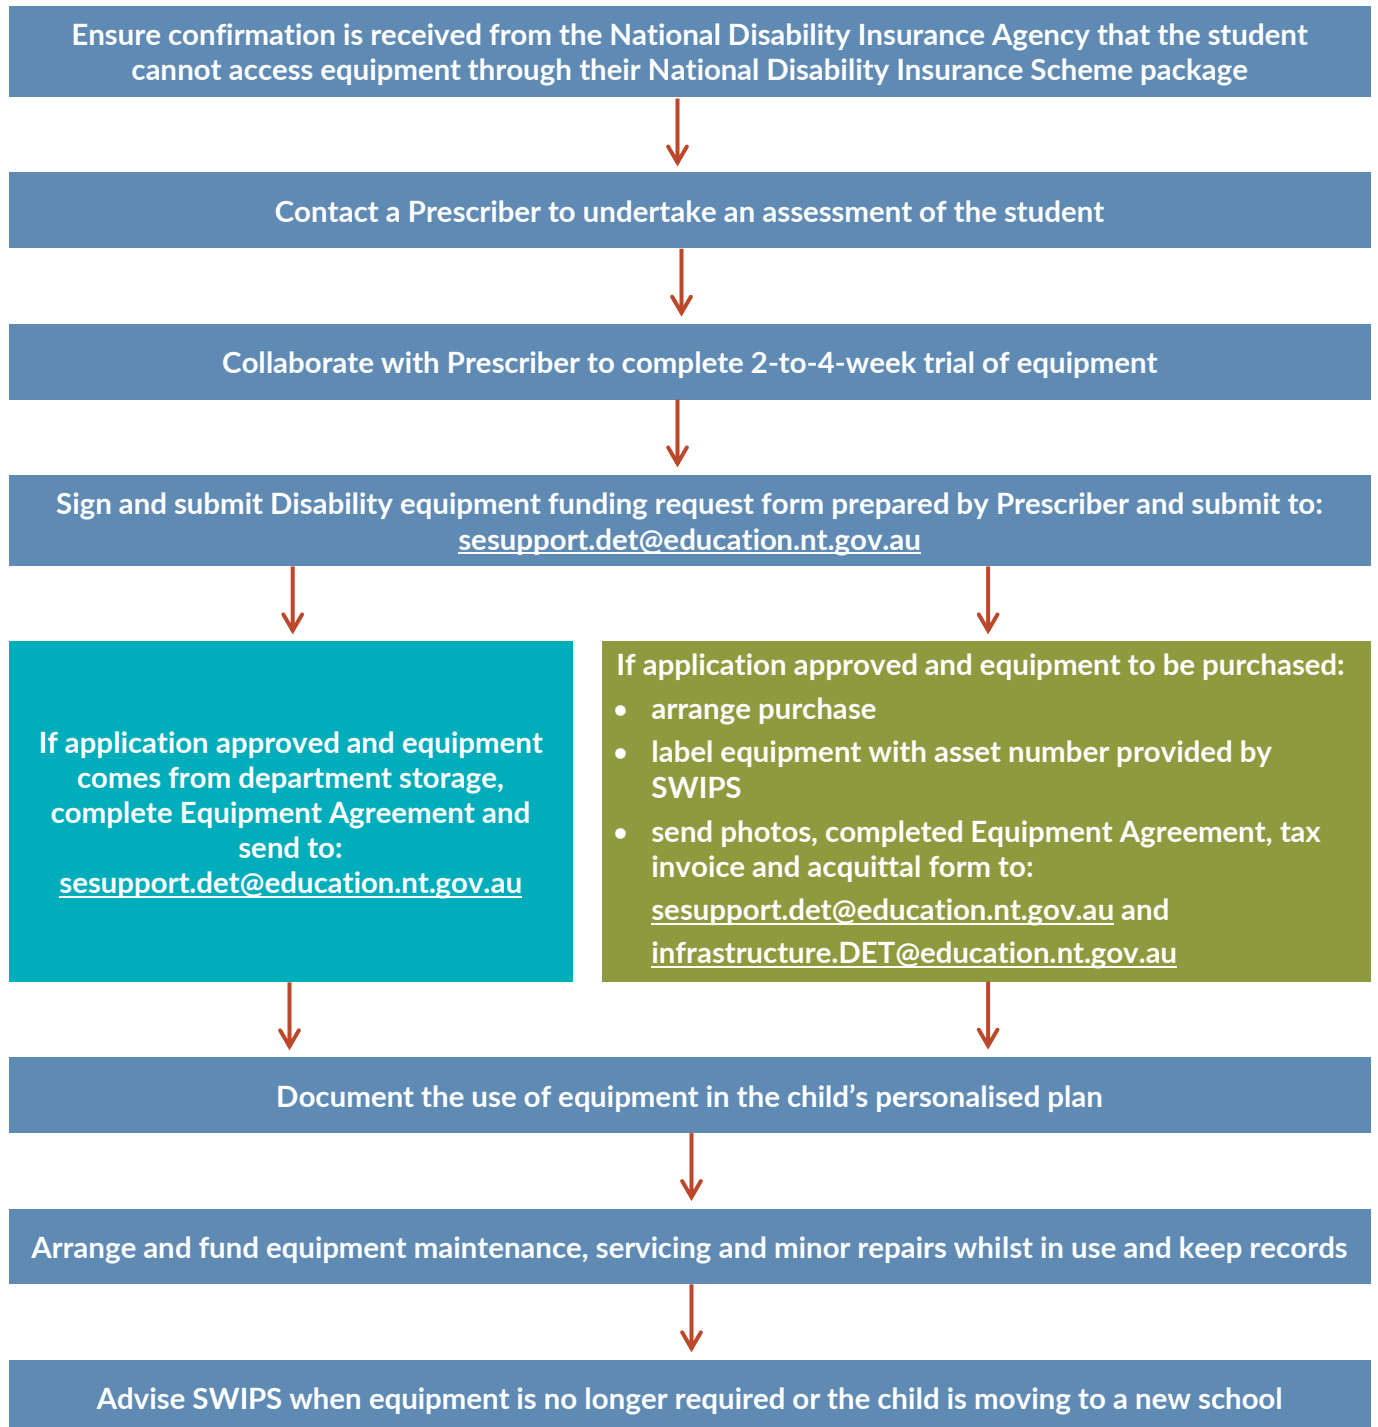 Ensure confirmation is received from the National Disability Insurance Agency that the student
cannot access equipment through their National Disability Insurance Scheme package
Contact a Prescriber to undertake an assessment of the student
Collaborate with Prescriber to complete 2-to-4-week trial of equipment
Sign and submit Disability equipment funding request form prepared by Prescriber and submit to:
sesupport.det@education.nt.gov.au
If application approved and equipment
comes from department storage,
complete Equipment Agreement and
send to:
sesupport.det@education.nt.gov.au
If application approved and equipment to be purchased:
• arrange purchase
• label equipment with asset number provided by
SWIPS
• send photos, completed Equipment Agreement, tax
invoice and acquittal form to:
sesupport.det@education.nt.gov.au and
infrastructure.DET@education.nt.gov.au
Document the use of equipment in the child’s personalised plan
Arrange and fund equipment maintenance, servicing and minor repairs whilst in use and keep records
Advise SWIPS when equipment is no longer required or the child is moving to a new school